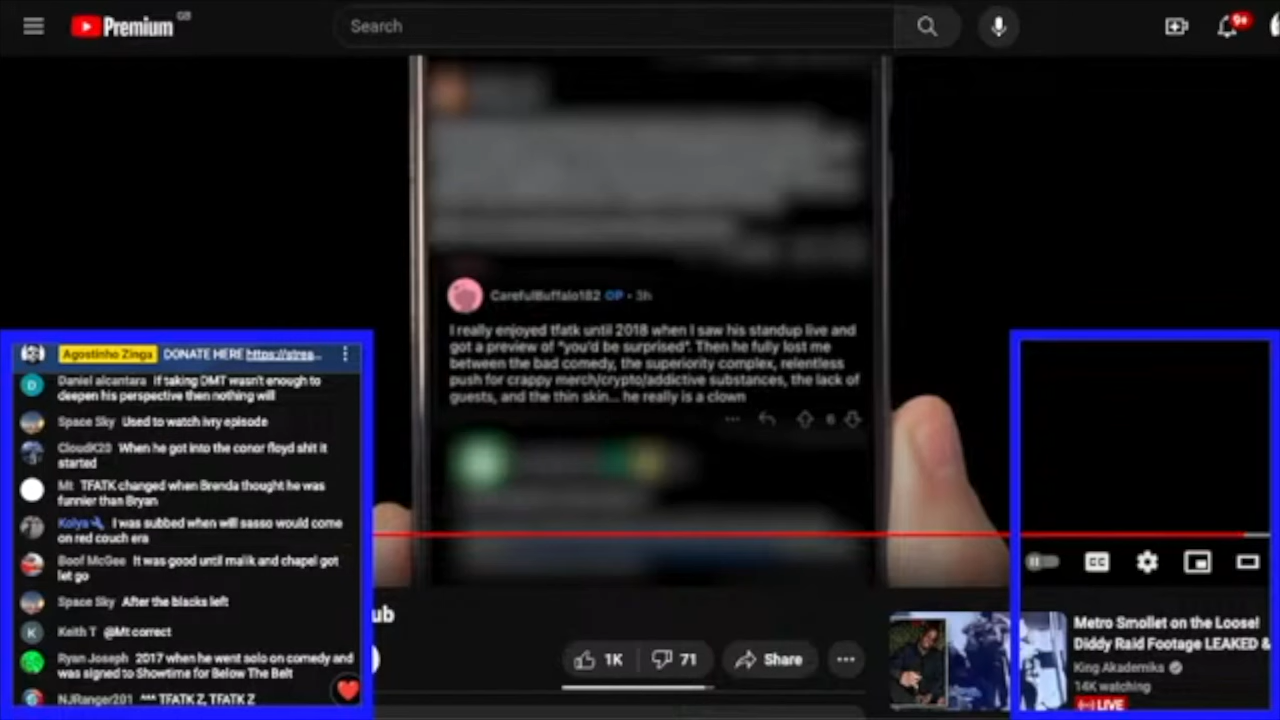 Premium GB
Search
9+
CarefulBuffalo182 OP • 3h
I really enjoyed tfatk until 2018 when I saw his standup live and
got a preview of "you'd be surprised". Then he fully lost me
between the bad comedy, the superiority complex, relentless
push for crappy merch/crypto/addictive substances, the lack of
guests, and the thin skin... he really is a clown
6
Agostinho Zinga DONATE HERE https://strea...
Daniel alcantara If taking DMT wasn't enough to
deepen his perspective then nothing will
Space Sky Used to watch ivry episode
CloudK23 When he got into the conor floyd shit it
started
Mt TFATK changed when Brenda thought he was
funnier than Bryan
Kolya I was subbed when will sasso would come
on red couch era
Boof McGee It was good until malik and chapel got
let go
Space Sky After the blacks left
Keith T @Mt correct
Ryan Joseph 2017 when he went solo on comedy and
was signed to Showtime for Below The Belt
NJRanger201 ^^^ TFATK Z, TFATK Z
ub
1K
71
Share
CC
Metro Smollet on the Loose!
Diddy Raid Footage LEAKED &
King Akademiks
14K watching
LIVE